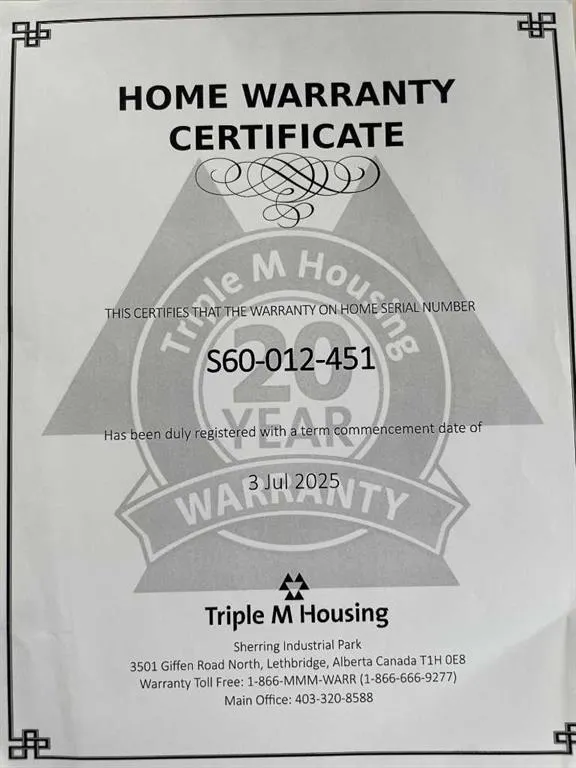 HOME WARRANTY
CERTIFICATE
Triple M Housing
THIS CERTIFIES THAT THE WARRANTY ON HOME SERIAL NUMBER
S60-012-451
20
YEAR
Has been duly registered with a term commencement date of
3 Jul 2025
WARRANTY
Triple M Housing
Sherring Industrial Park
3501 Giffen Road North, Lethbridge, Alberta Canada T1H 0E8
Warranty Toll Free: 1-866-MMM-WARR (1-866-666-9277)
Main Office: 403-320-8588